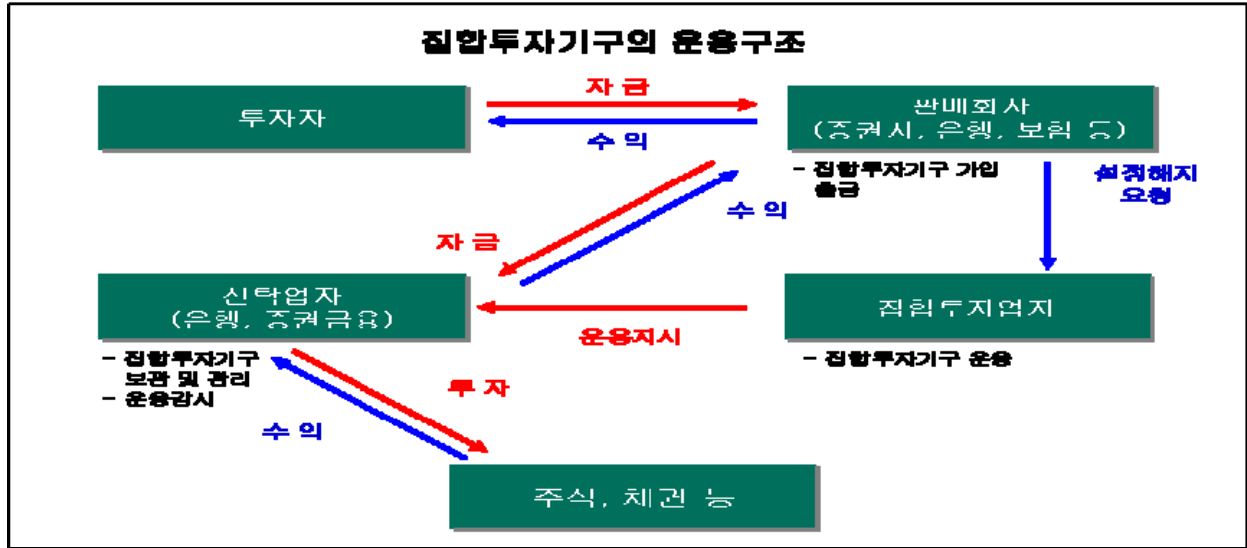 집합투자기구의 운용구조
투자자
자 금
수 익
판매회사
(증권사, 은행, 보험 등)
- 집합투자기구 가입
출금
설정해지
요청
자 금
수 익
신탁업자
(은행, 증권금융)
- 집합투자기구
보관 및 관리
- 운용감시
운용지시
집합투자업자
- 집합투자기구 운용
투 자
수 익
주식, 채권 등